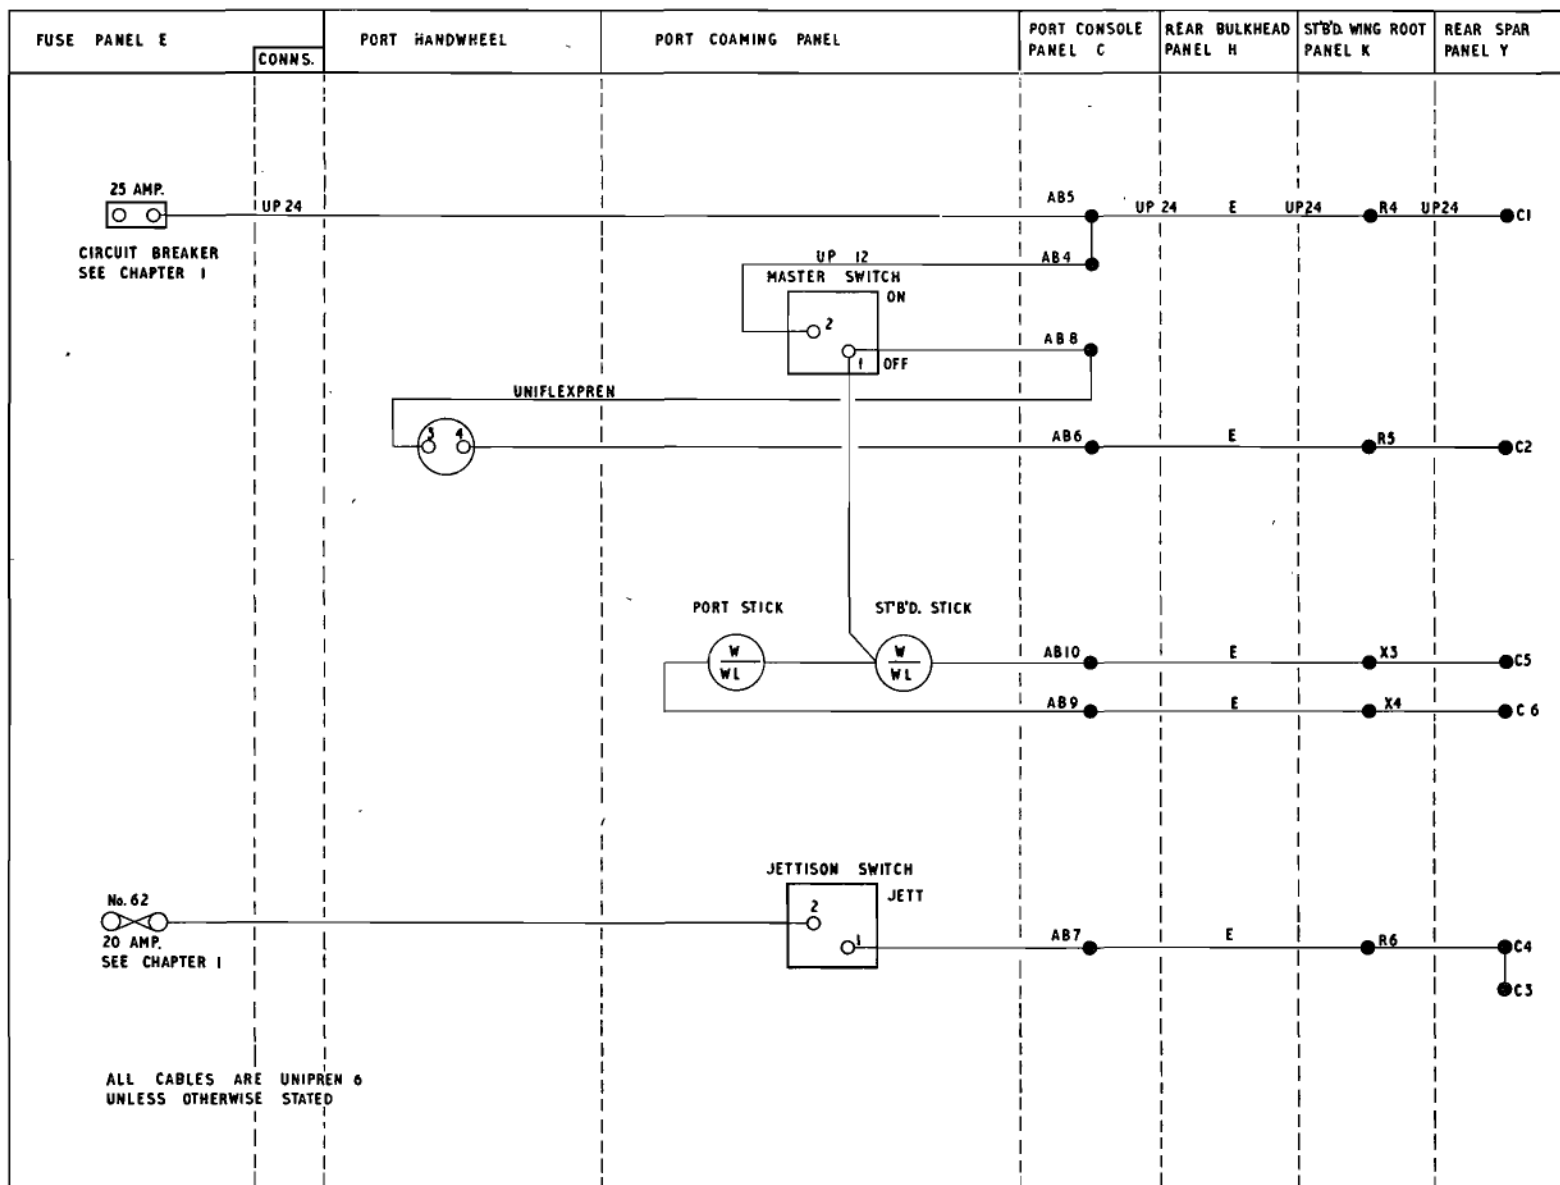 FUSE PANEL E
CONNS.
PORT HANDWHEEL
PORT COAMING PANEL
PORT CONSOLE
PANEL C
REAR BULKHEAD
PANEL H
ST'B'D. WING ROOT
PANEL K
REAR SPAR
PANEL Y
25 AMP.
CIRCUIT BREAKER
SEE CHAPTER 1
UP 24
AB5
UP 24
E
UP24
R4
UP24
C1
UP 12
AB4
MASTER SWITCH
ON
2
1
OFF
AB8
UNIFLEXPREN
3
4
AB6
E
R5
C2
PORT STICK
ST'B'D. STICK
W
WL
W
WL
AB10
E
X3
C5
AB9
E
X4
C6
JETTISON SWITCH
JETT
2
1
No. 62
20 AMP.
SEE CHAPTER 1
AB7
E
R6
C4
C3
ALL CABLES ARE UNIPREN 6
UNLESS OTHERWISE STATED